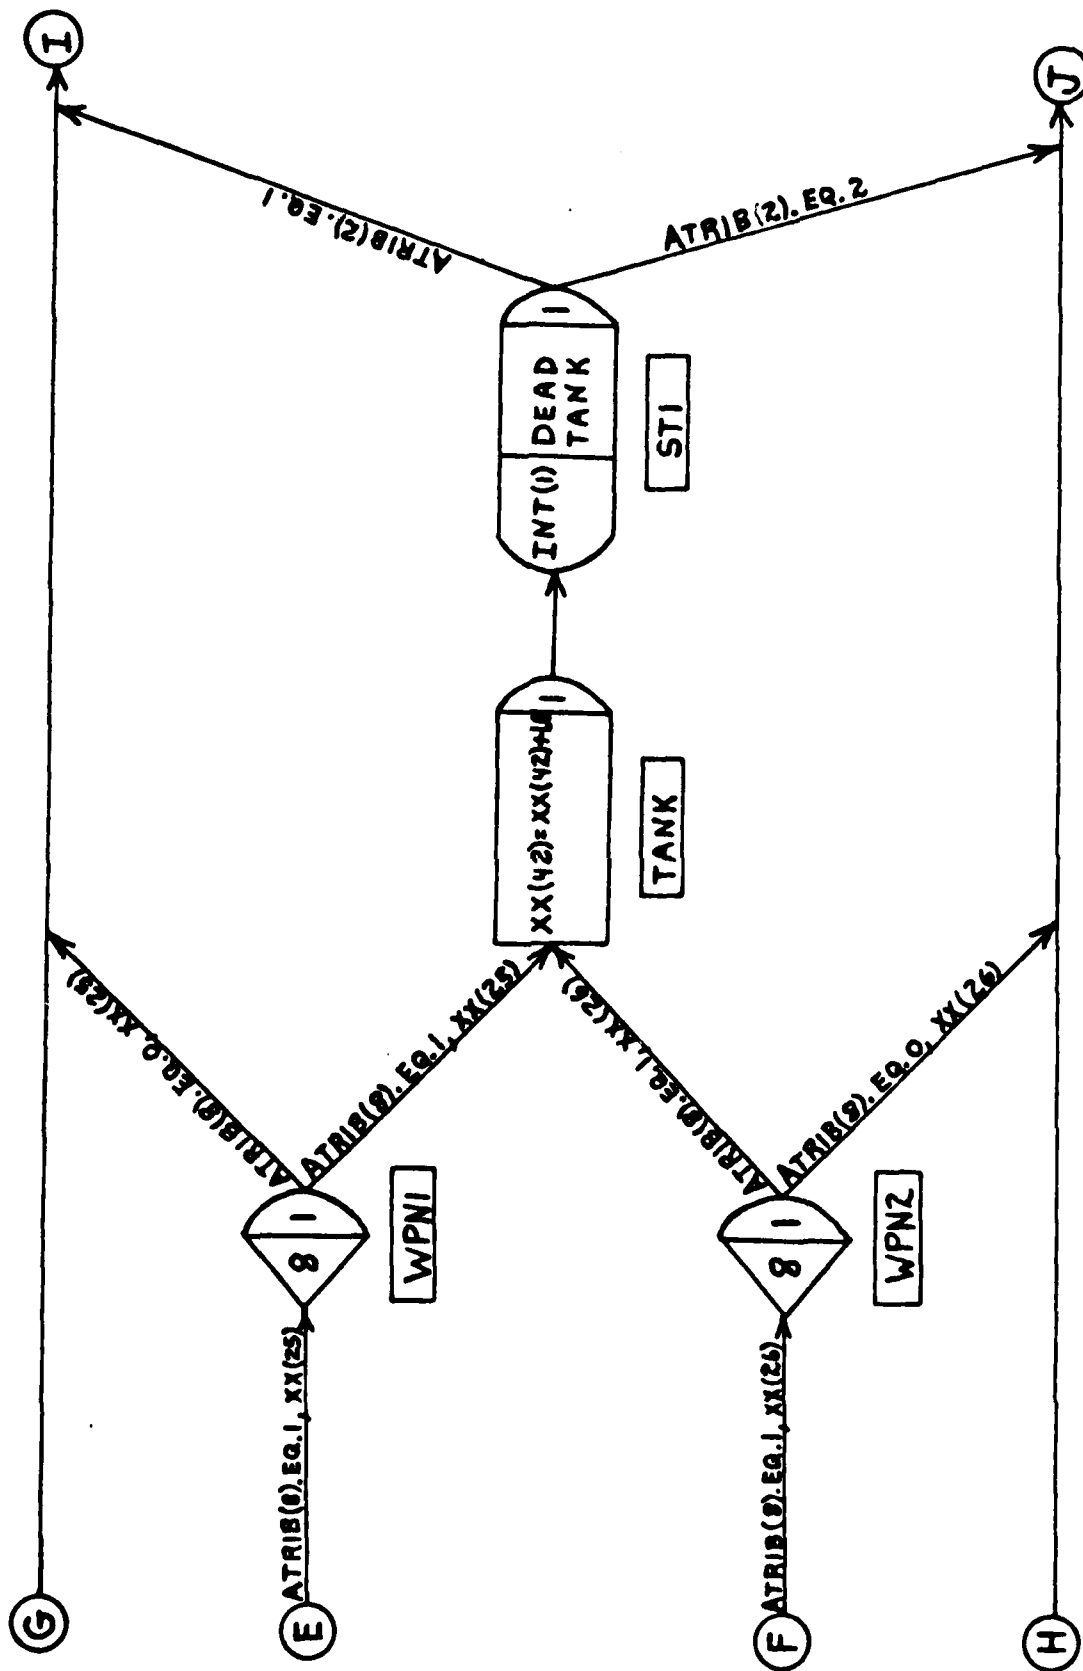 G
I
ATRIB(8).EQ.0, XX(25)
ATRIB(2).EQ.1
E
ATRIB(8).EQ.1, XX(25)
8
1
ATRIB(8).EQ.1, XX(25)
WPN1
XX(42)=XX(42)+1
1
TANK
INT(1)
DEAD
TANK
1
ST1
ATRIB(8).EQ.1, XX(26)
ATRIB(2).EQ.2
F
ATRIB(8).EQ.1, XX(26)
8
1
ATRIB(8).EQ.0, XX(26)
WPN2
H
J